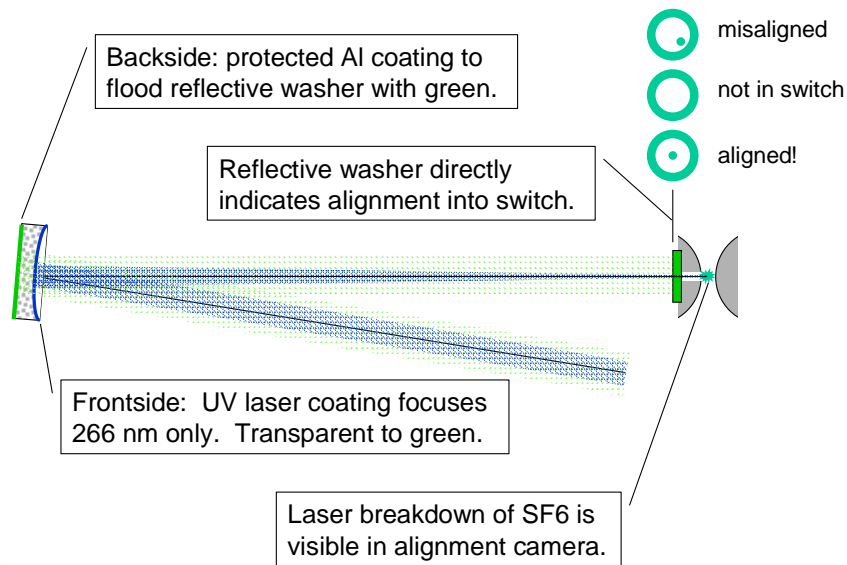 misaligned
Backside: protected Al coating to
flood reflective washer with green.
not in switch
aligned!
Reflective washer directly
indicates alignment into switch.
Frontside: UV laser coating focuses
266 nm only. Transparent to green.
Laser breakdown of SF6 is
visible in alignment camera.